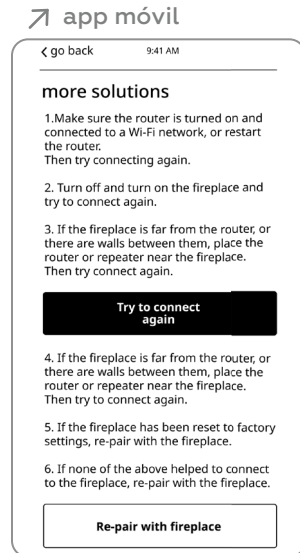 app móvil
go back 9:41 AM
more solutions
1.Make sure the router is turned on and
connected to a Wi-Fi network, or restart
the router.
Then try connecting again.
2. Turn off and turn on the fireplace and
try to connect again.
3. If the fireplace is far from the router, or
there are walls between them, place the
router or repeater near the fireplace.
Then try connect again.
Try to connect
again
4. If the fireplace is far from the router, or
there are walls between them, place the
router or repeater near the fireplace.
Then try to connect again.
5. If the fireplace has been reset to factory
settings, re-pair with the fireplace.
6. If none of the above helped to connect
to the fireplace, re-pair with the fireplace.
Re-pair with fireplace